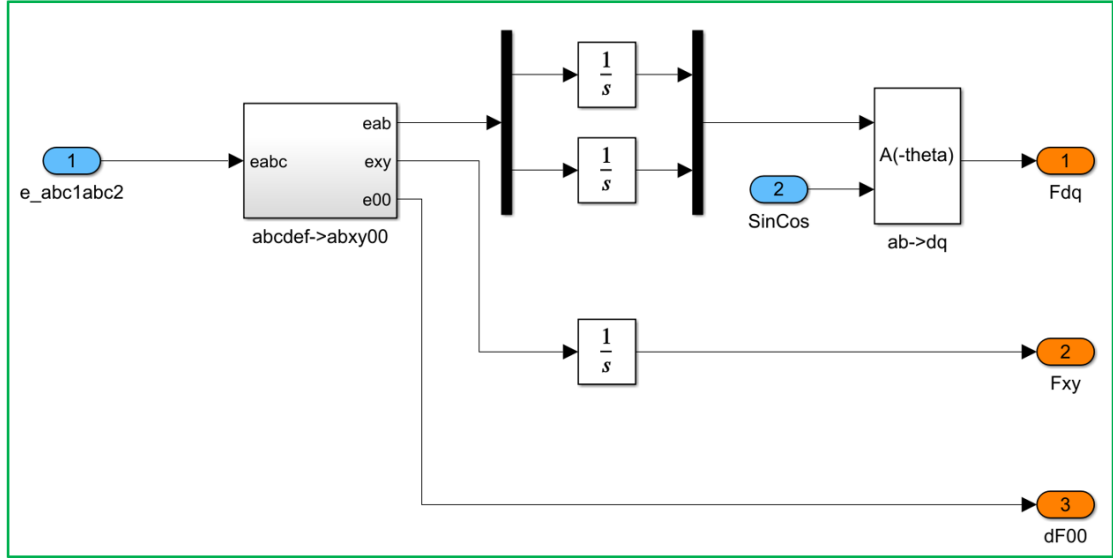 1
e_abc1abc2
eabc
eab
exy
e00
abcdef->abxy00
1
s
1
s
2
SinCos
A(-theta)
ab->dq
1
Fdq
1
s
2
Fxy
3
dF00